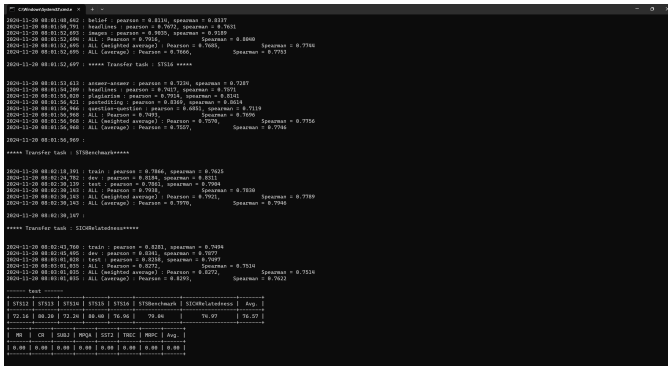 C:\Windows\System32\cmd.e
2024-11-20 08:01:48,662 : belief : pearson = 0.8114, spearman = 0.8337
2024-11-20 08:01:50,791 : headlines : pearson = 0.7672, spearman = 0.7631
2024-11-20 08:01:52,693 : images : pearson = 0.9035, spearman = 0.9189
2024-11-20 08:01:52,694 : ALL : Pearson = 0.7916, Spearman = 0.8040
2024-11-20 08:01:52,695 : ALL (weighted average) : Pearson = 0.7685, Spearman = 0.7744
2024-11-20 08:01:52,695 : ALL (average) : Pearson = 0.7666, Spearman = 0.7753
2024-11-20 08:01:52,697 : ***** Transfer task : STS16 *****
2024-11-20 08:01:53,613 : answer-answer : pearson = 0.7234, spearman = 0.7287
2024-11-20 08:01:54,209 : headlines : pearson = 0.7417, spearman = 0.7571
2024-11-20 08:01:55,020 : plagiarism : pearson = 0.7914, spearman = 0.8141
2024-11-20 08:01:56,421 : postediting : pearson = 0.8369, spearman = 0.8614
2024-11-20 08:01:56,966 : question-question : pearson = 0.6851, spearman = 0.7119
2024-11-20 08:01:56,968 : ALL : Pearson = 0.7493, Spearman = 0.7696
2024-11-20 08:01:56,968 : ALL (weighted average) : Pearson = 0.7570, Spearman = 0.7756
2024-11-20 08:01:56,968 : ALL (average) : Pearson = 0.7557, Spearman = 0.7746
2024-11-20 08:01:56,969 :
***** Transfer task : STSBenchmark*****
2024-11-20 08:02:18,391 : train : pearson = 0.7866, spearman = 0.7625
2024-11-20 08:02:24,782 : dev : pearson = 0.8184, spearman = 0.8311
2024-11-20 08:02:30,139 : test : pearson = 0.7861, spearman = 0.7904
2024-11-20 08:02:30,143 : ALL : Pearson = 0.7938, Spearman = 0.7830
2024-11-20 08:02:30,143 : ALL (weighted average) : Pearson = 0.7921, Spearman = 0.7789
2024-11-20 08:02:30,143 : ALL (average) : Pearson = 0.7970, Spearman = 0.7946
2024-11-20 08:02:30,147 :
***** Transfer task : SICKRelatedness*****
2024-11-20 08:02:43,760 : train : pearson = 0.8281, spearman = 0.7494
2024-11-20 08:02:45,495 : dev : pearson = 0.8341, spearman = 0.7877
2024-11-20 08:03:01,028 : test : pearson = 0.8258, spearman = 0.7497
2024-11-20 08:03:01,035 : ALL : Pearson = 0.8272, Spearman = 0.7514
2024-11-20 08:03:01,035 : ALL (weighted average) : Pearson = 0.8272, Spearman = 0.7514
2024-11-20 08:03:01,035 : ALL (average) : Pearson = 0.8293, Spearman = 0.7622
------ test ------
| STS12 | STS13 | STS14 | STS15 | STS16 | STSBenchmark | SICKRelatedness | Avg. |
| 72.16 | 80.20 | 72.24 | 80.40 | 76.96 | 79.04 | 74.97 | 76.57 |
| MR | CR | SUBJ | MPQA | SST2 | TREC | MRPC | Avg. |
| 0.00 | 0.00 | 0.00 | 0.00 | 0.00 | 0.00 | 0.00 | 0.00 |